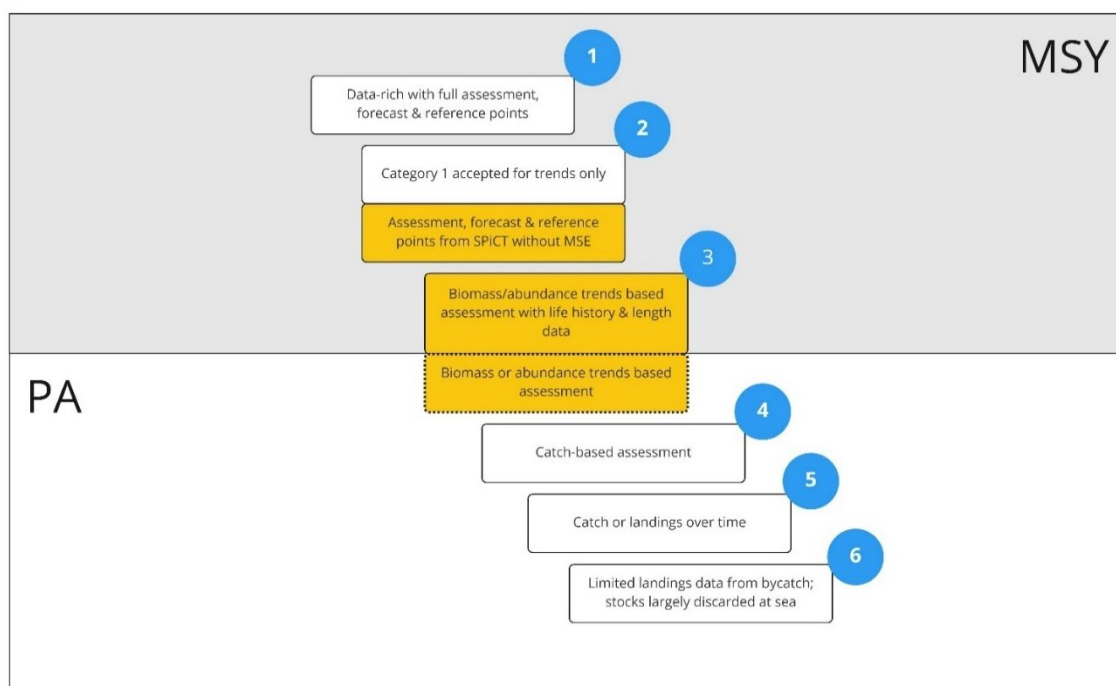 MSY
1
Data-rich with full assessment,
forecast & reference points
2
Category 1 accepted for trends only
Assessment, forecast & reference
points from SPiCT without MSE
3
Biomass/abundance trends based
assessment with life history & length
data
PA
Biomass or abundance trends based
assessment
4
Catch-based assessment
5
Catch or landings over time
6
Limited landings data from bycatch;
stocks largely discarded at sea